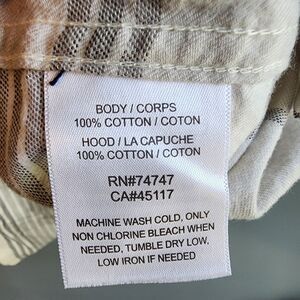 BODY / CORPS
100% COTTON / COTON
HOOD / LA CAPUCHE
100% COTTON / COTON
RN#74747
CA#45117
MACHINE WASH COLD, ONLY
NON CHLORINE BLEACH WHEN
NEEDED, TUMBLE DRY LOW,
LOW IRON IF NEEDED